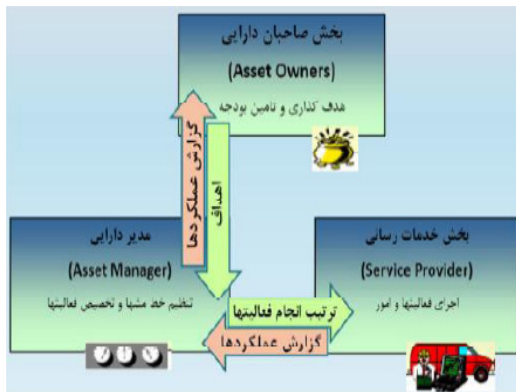 بخش صاحبان دارایی
(Asset Owners)
هدف گذاری و تامین بودجه
گزارش عملکردها
اهداف
مدیر دارایی
(Asset Manager)
تنظیم خط مشیها و تخصیص فعالیتها
بخش خدمات رسانی
(Service Provider)
اجرای فعالیتها و امور
ترتیب انجام فعالیتها
گزارش عملکردها